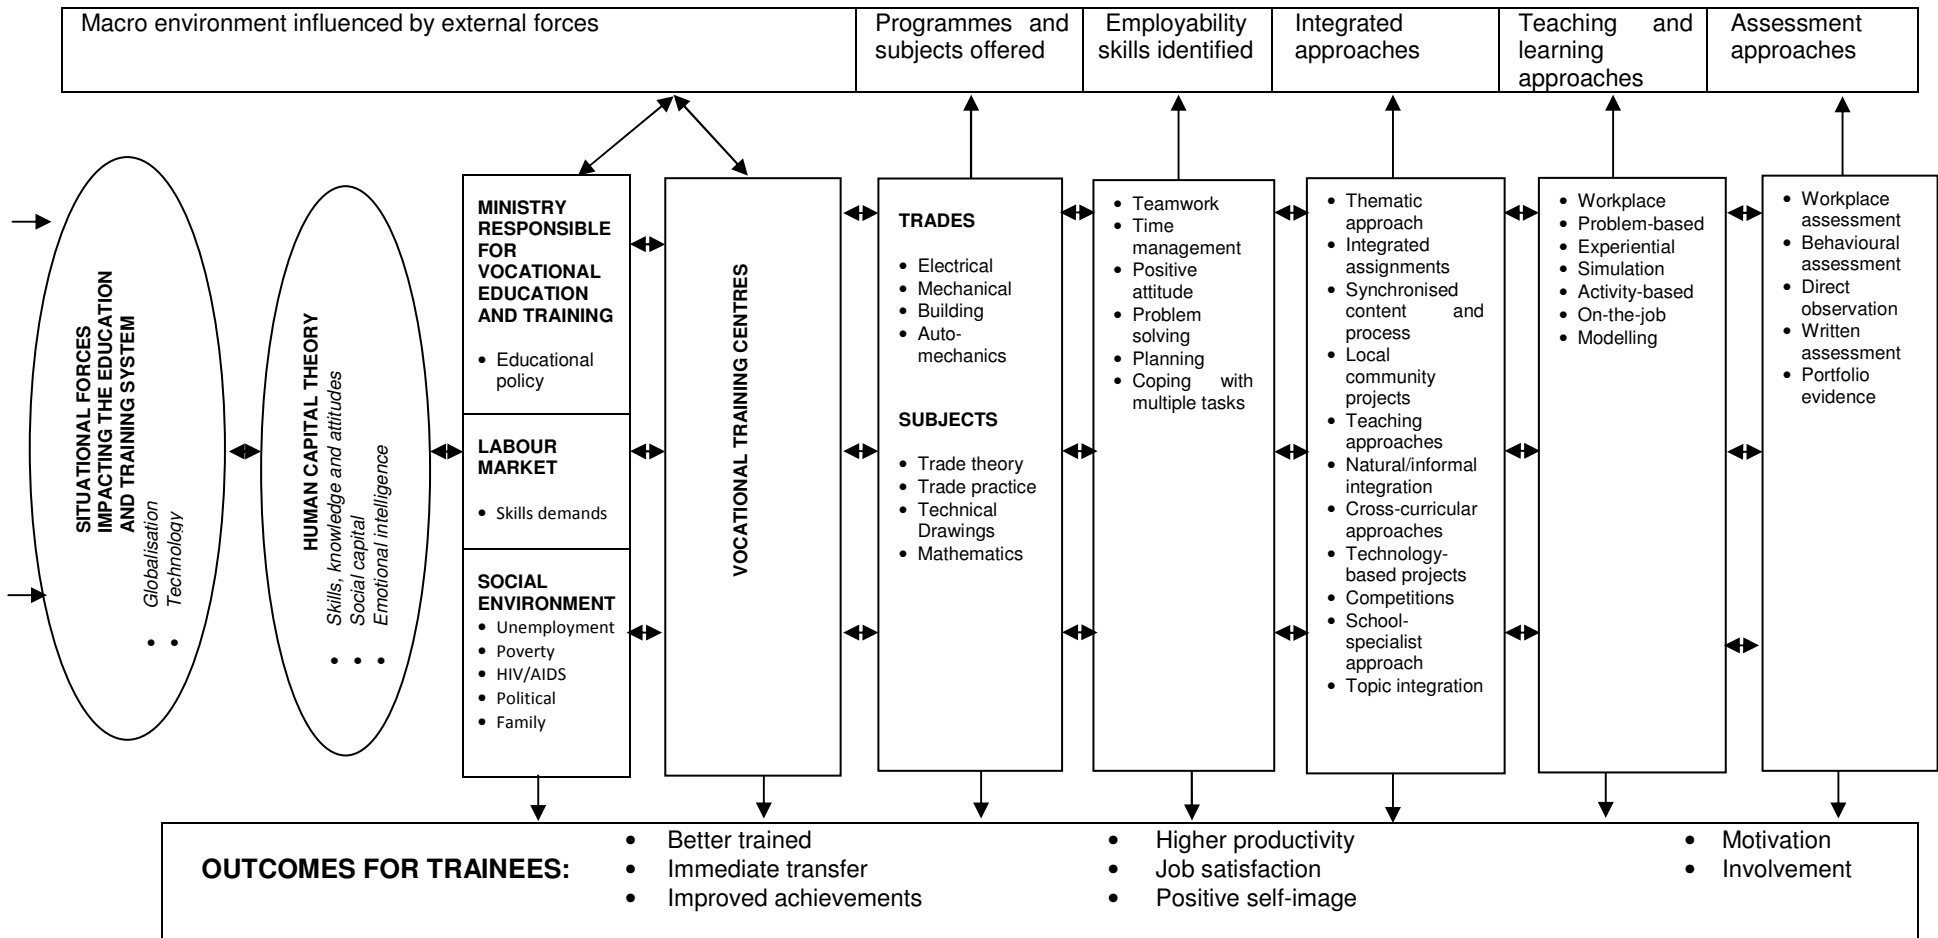 Macro environment influenced by external forces
Programmes and
subjects offered
Employability
skills identified
Integrated
approaches
Teaching and
learning
approaches
Assessment
approaches
SITUATIONAL FORCES
IMPACTING THE EDUCATION
AND TRAINING SYSTEM
• Globalisation
• Technology
HUMAN CAPITAL THEORY
• Skills, knowledge and attitudes
• Social capital
• Emotional intelligence
MINISTRY
RESPONSIBLE
FOR
VOCATIONAL
EDUCATION
AND TRAINING
• Educational
policy
LABOUR
MARKET
• Skills demands
SOCIAL
ENVIRONMENT
• Unemployment
• Poverty
• HIV/AIDS
• Political
• Family
VOCATIONAL TRAINING CENTRES
TRADES
• Electrical
• Mechanical
• Building
• Auto-
mechanics
SUBJECTS
• Trade theory
• Trade practice
• Technical
Drawings
• Mathematics
• Teamwork
• Time
management
• Positive
attitude
• Problem
solving
• Planning
• Coping with
multiple tasks
• Thematic
approach
• Integrated
assignments
• Synchronised
content and
process
• Local
community
projects
• Teaching
approaches
• Natural/informal
integration
• Cross-curricular
approaches
• Technology-
based projects
• Competitions
• School-
specialist
approach
• Topic integration
• Workplace
• Problem-based
• Experiential
• Simulation
• Activity-based
• On-the-job
• Modelling
• Workplace
assessment
• Behavioural
assessment
• Direct
observation
• Written
assessment
• Portfolio
evidence
OUTCOMES FOR TRAINEES:
• Better trained
• Immediate transfer
• Improved achievements
• Higher productivity
• Job satisfaction
• Positive self-image
• Motivation
• Involvement